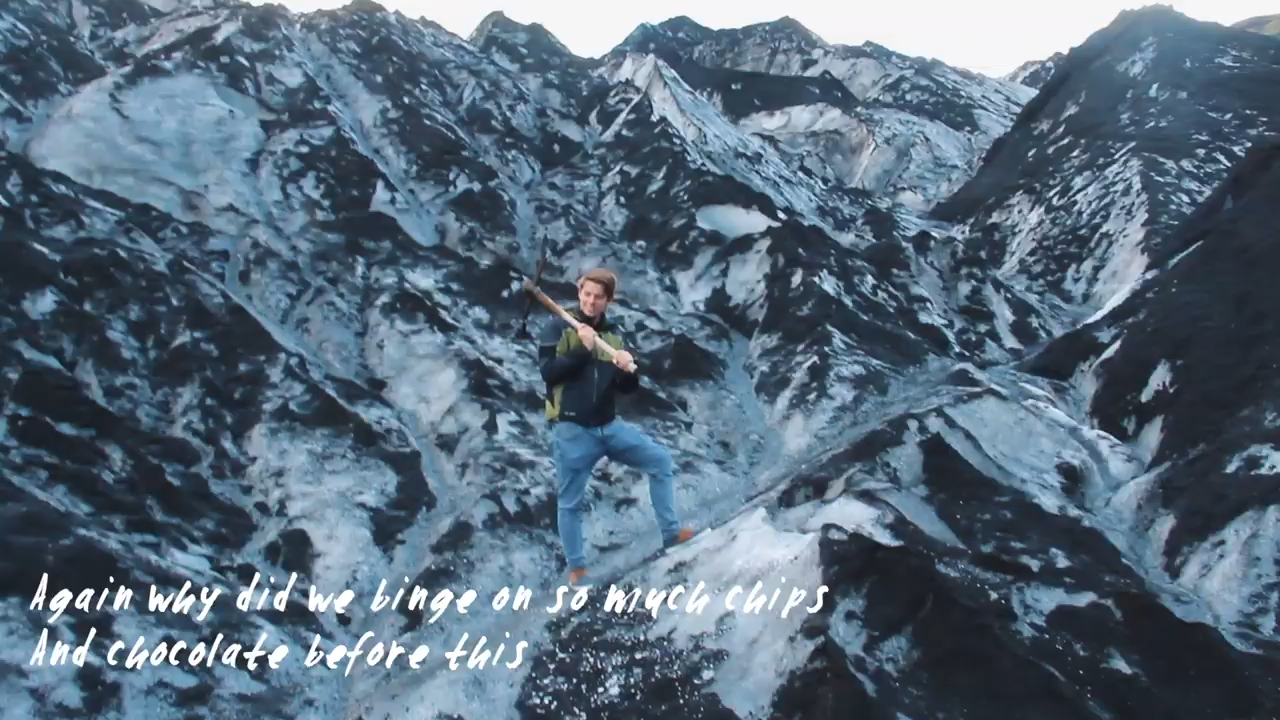 Again why did we binge on so much chips
And chocolate before this